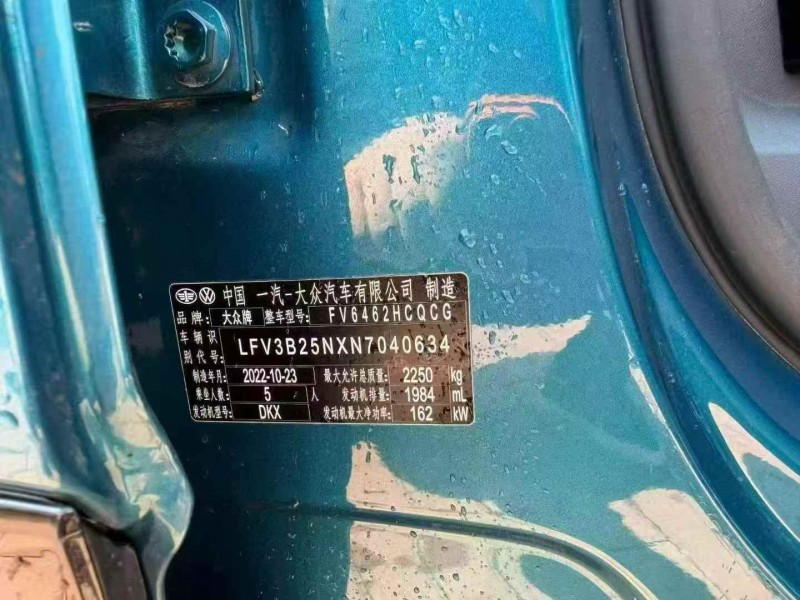 中国 一汽-大众汽车有限公司 制造
品牌: 大众牌 整车型号: FV6462HCQCG
车辆识别代号: LFV3B25NXN7040634
制造年月: 2022-10-23 最大允许总质量: 2250 kg
乘坐人数: 5 人 发动机排量: 1984 mL
发动机型号: DKX 发动机最大净功率: 162 kW